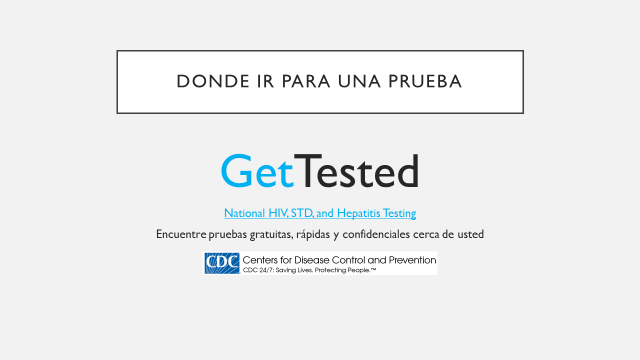 DONDE IR PARA UNA PRUEBA
GetTested
National HIV, STD, and Hepatitis Testing
Encuentre pruebas gratuitas, rápidas y confidenciales cerca de usted
CDC Centers for Disease Control and Prevention
CDC 24/7: Saving Lives. Protecting People.™